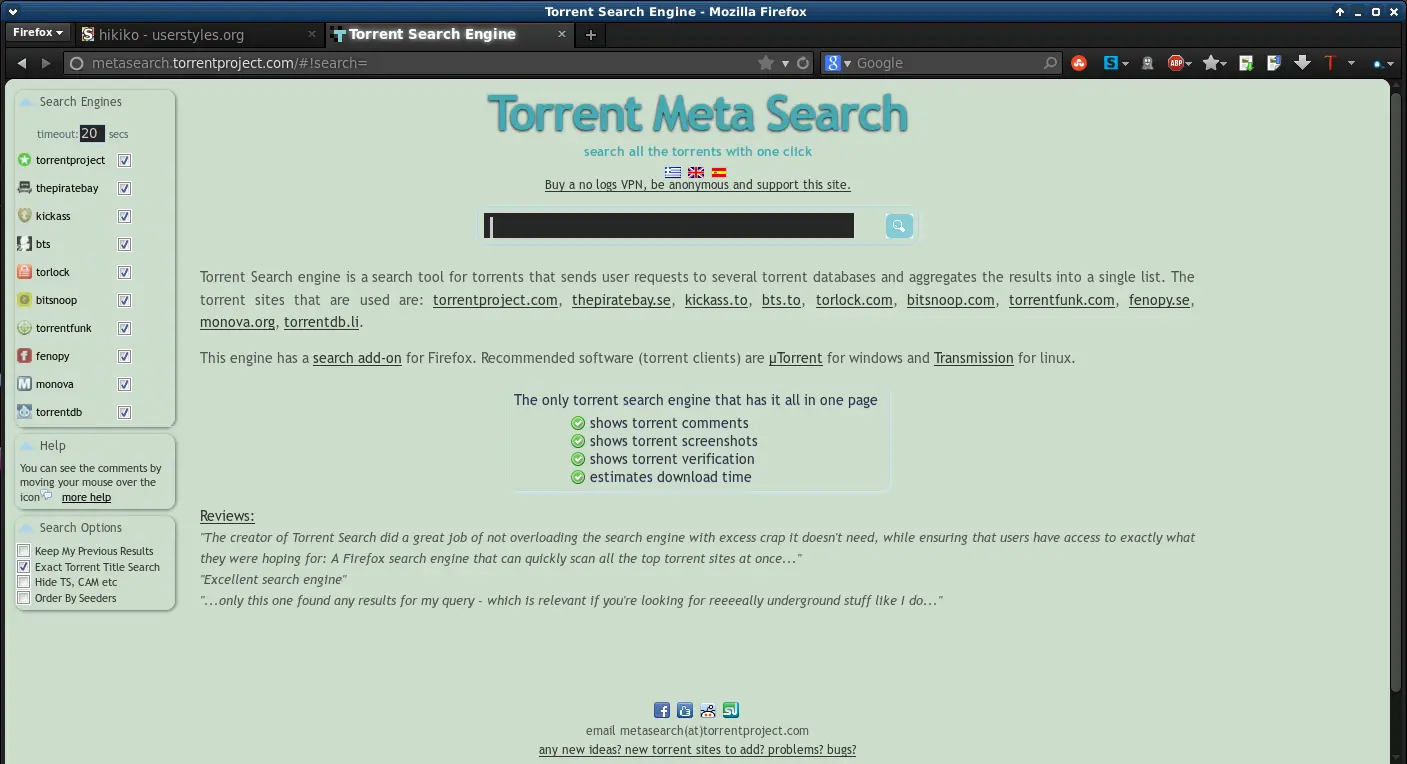 Torrent Search Engine - Mozilla Firefox
Firefox
hikiko - userstyles.org
Torrent Search Engine
metasearch.torrentproject.com/#!search=
Google
ABP
Search Engines
timeout: 20 secs
torrentproject
thepiratebay
kickass
bts
torlock
bitsnoop
torrentfunk
fenopy
monova
torrentdb
Help
You can see the comments by
moving your mouse over the
icon more help
Search Options
Keep My Previous Results
Exact Torrent Title Search
Hide TS, CAM etc
Order By Seeders
Torrent Meta Search
search all the torrents with one click
Buy a no logs VPN, be anonymous and support this site.
Torrent Search engine is a search tool for torrents that sends user requests to several torrent databases and aggregates the results into a single list. The
torrent sites that are used are: torrentproject.com, thepiratebay.se, kickass.to, bts.to, torlock.com, bitsnoop.com, torrentfunk.com, fenopy.se,
monova.org, torrentdb.li.
This engine has a search add-on for Firefox. Recommended software (torrent clients) are µTorrent for windows and Transmission for linux.
The only torrent search engine that has it all in one page
shows torrent comments
shows torrent screenshots
shows torrent verification
estimates download time
Reviews:
"The creator of Torrent Search did a great job of not overloading the search engine with excess crap it doesn't need, while ensuring that users have access to exactly what
they were hoping for: A Firefox search engine that can quickly scan all the top torrent sites at once..."
"Excellent search engine"
"...only this one found any results for my query - which is relevant if you're looking for reeeeally underground stuff like I do..."
email metasearch(at)torrentproject.com
any new ideas? new torrent sites to add? problems? bugs?